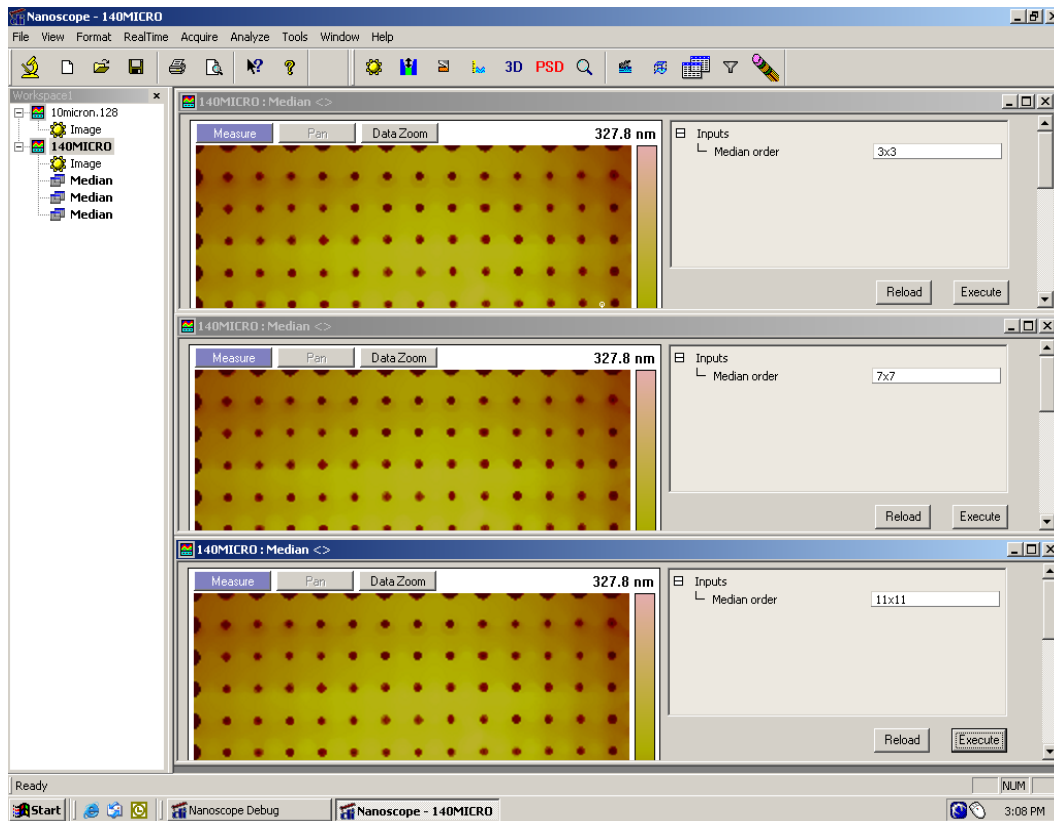 Nanoscope - 140MICRO
File View Format RealTime Acquire Analyze Tools Window Help
3D PSD
Workspace1
10micron.128
Image
140MICRO
Image
Median
Median
Median
140MICRO : Median <>
Measure Pan Data Zoom 327.8 nm
Inputs
Median order 3x3
Reload Execute
140MICRO : Median <>
Measure Pan Data Zoom 327.8 nm
Inputs
Median order 7x7
Reload Execute
140MICRO : Median <>
Measure Pan Data Zoom 327.8 nm
Inputs
Median order 11x11
Reload Execute
Ready NUM
Start Nanoscope Debug Nanoscope - 140MICRO 3:08 PM